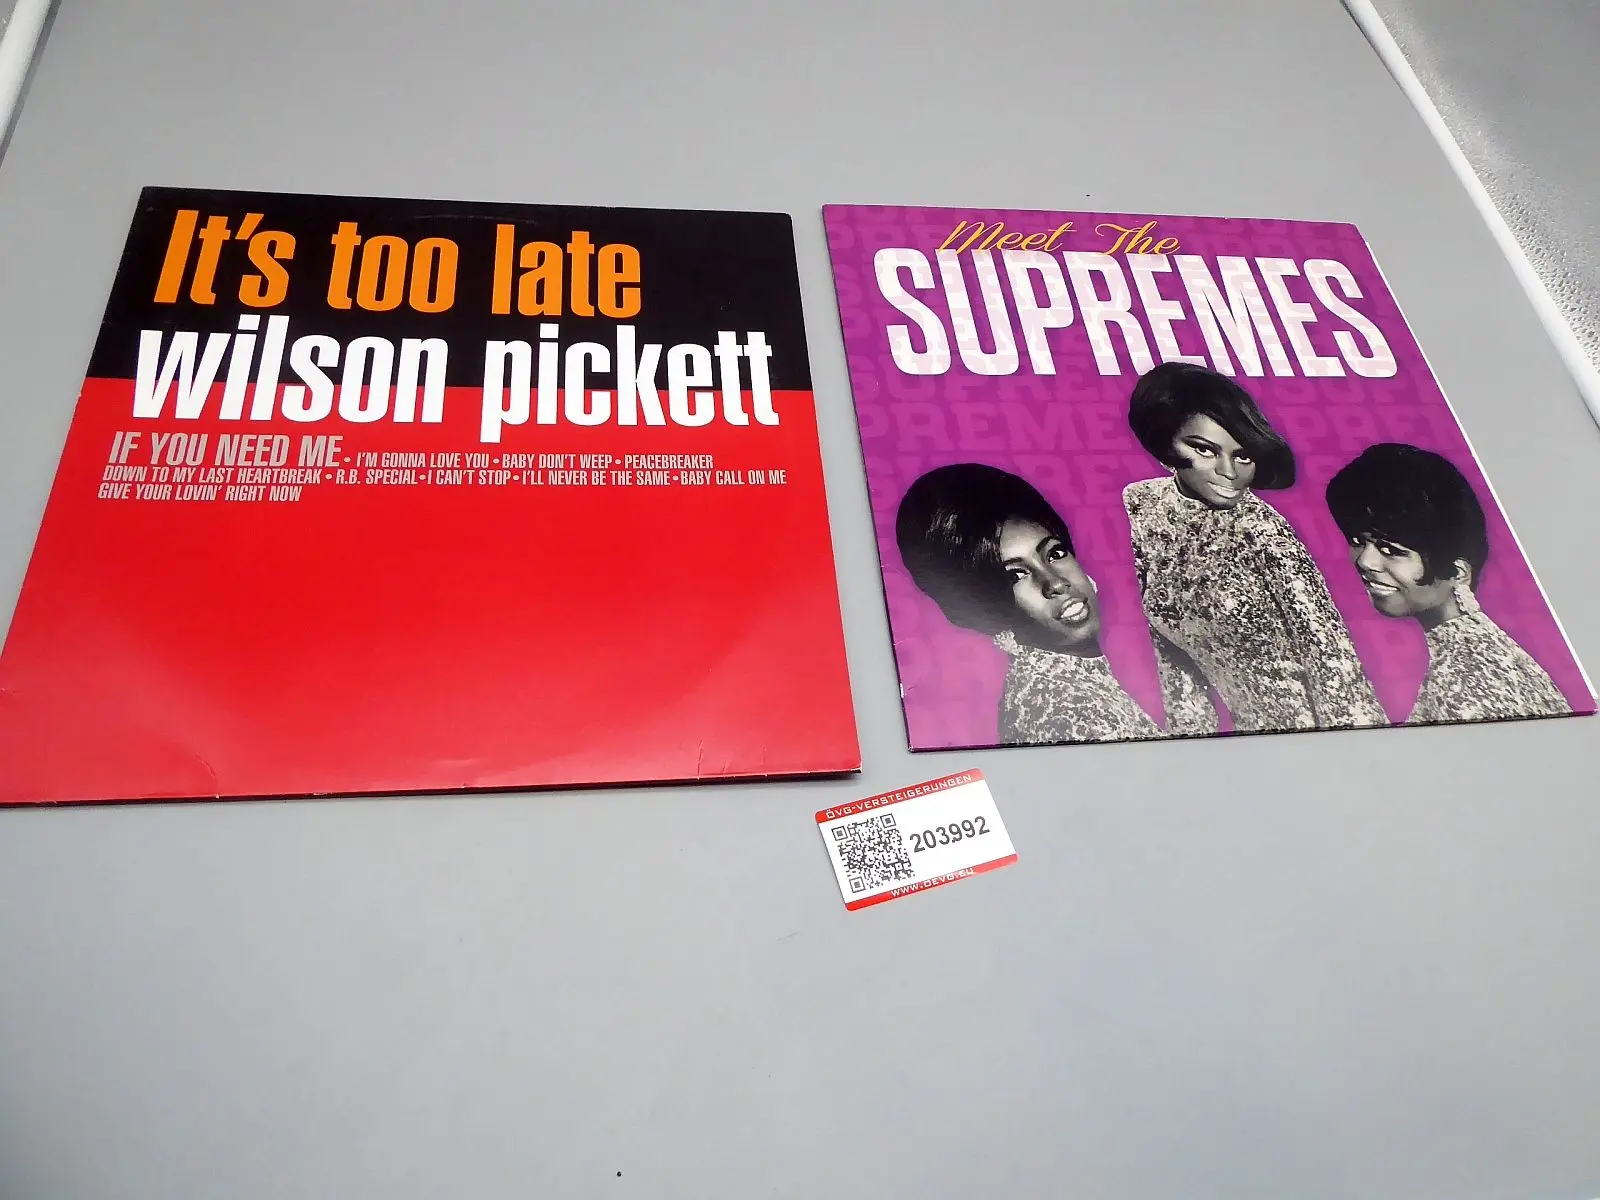 It's too late
wilson pickett
IF YOU NEED ME • I'M GONNA LOVE YOU • BABY DON'T WEEP • PEACEBREAKER
DOWN TO MY LAST HEARTBREAK • R.B. SPECIAL • I CAN'T STOP • I'LL NEVER BE THE SAME • BABY CALL ON ME
GIVE YOUR LOVIN' RIGHT NOW
Meet The
SUPREMES
ÖVG-VERSTEIGERUNGEN
203.992
WWW.OEVG.EU